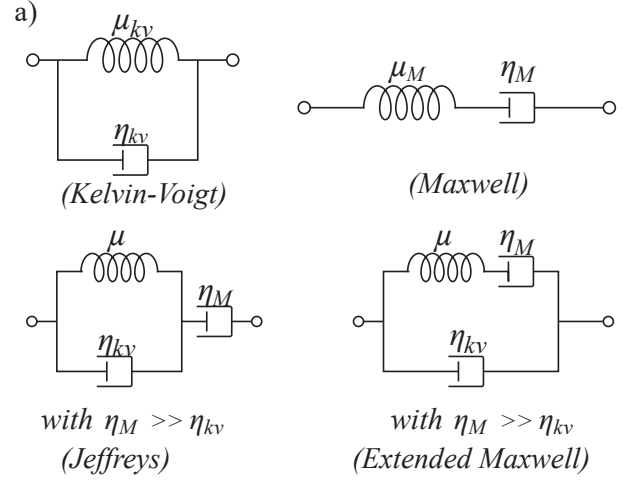 a)
μkv
ηkv
(Kelvin-Voigt)
μM
ηM
(Maxwell)
μ
ηM
ηkv
with ηM >> ηkv
(Jeffreys)
μ
ηM
ηkv
with ηM >> ηkv
(Extended Maxwell)